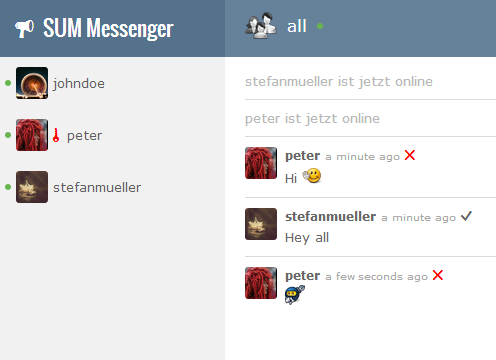 SUM Messenger
all
johndoe
peter
stefanmueller
stefanmueller ist jetzt online
peter ist jetzt online
peter a minute ago
Hi
stefanmueller a minute ago
Hey all
peter a few seconds ago